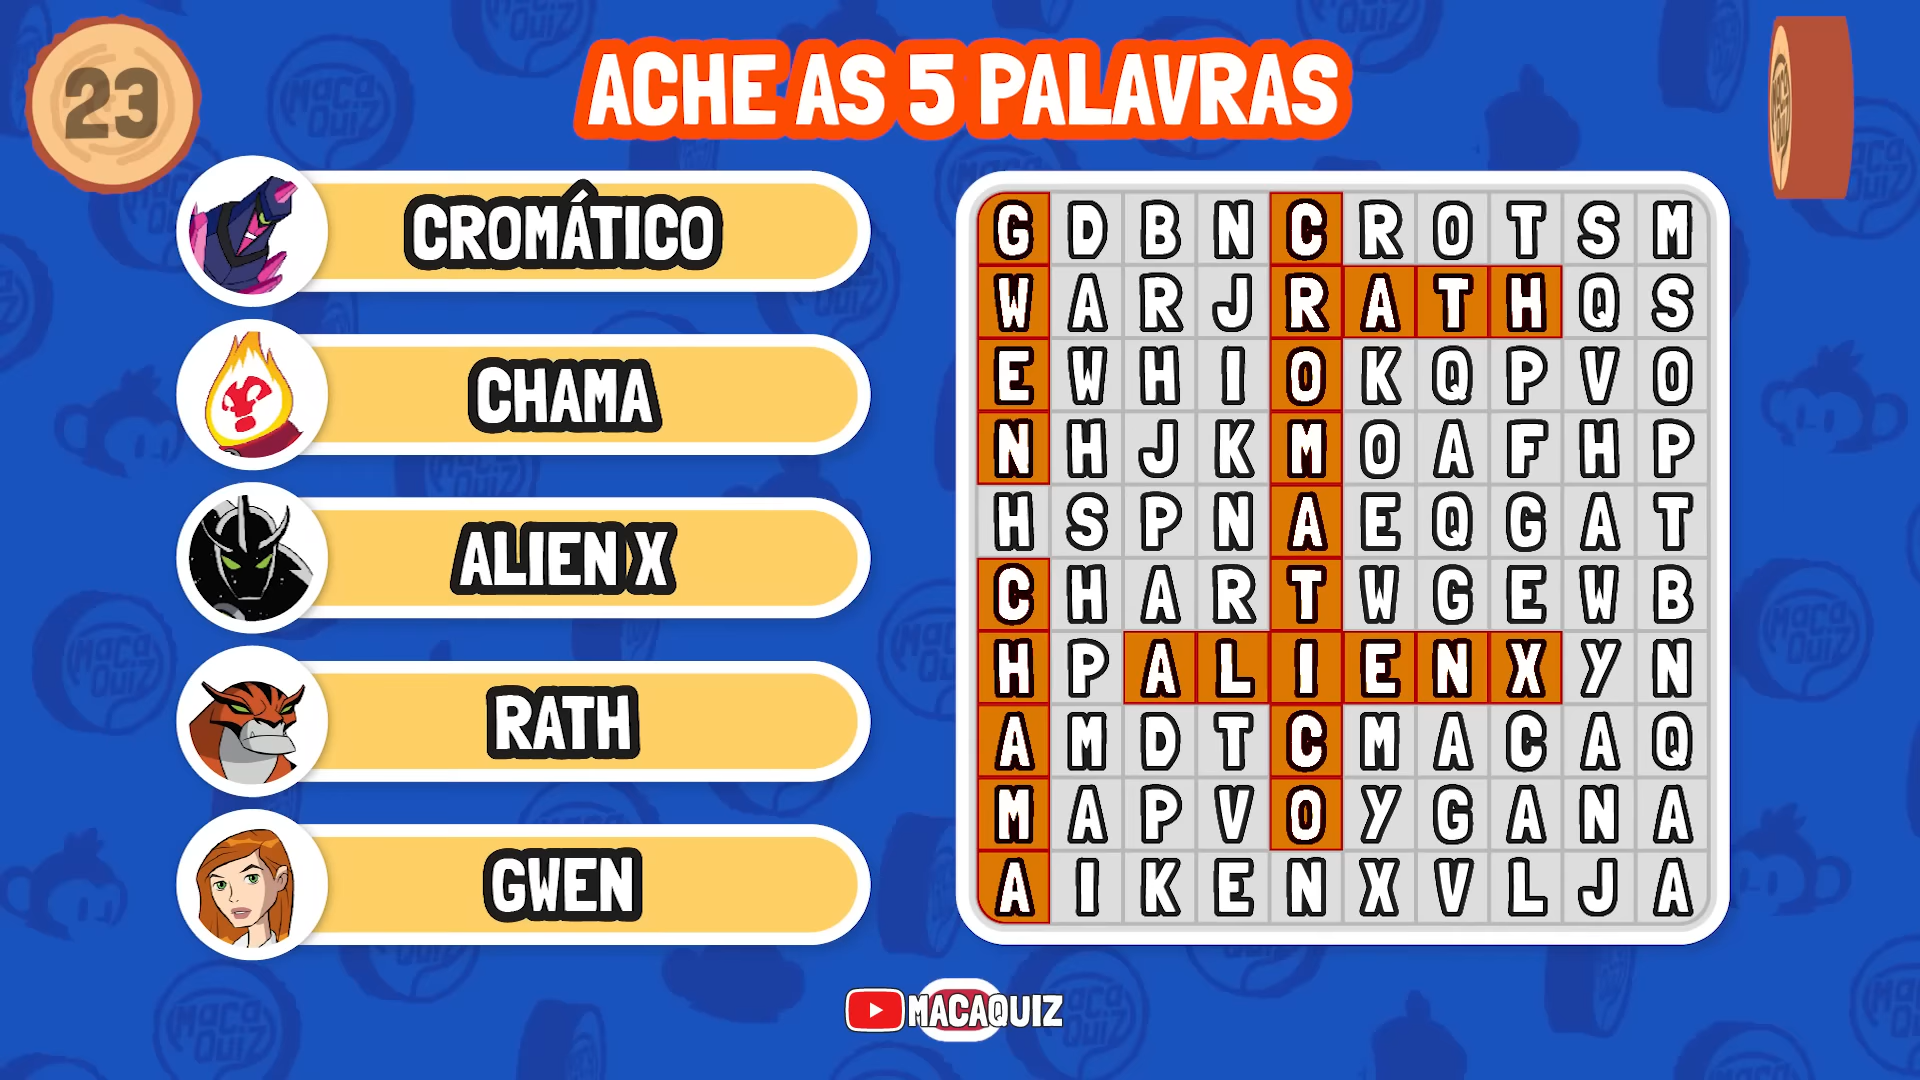 23
ACHE AS 5 PALAVRAS
CROMÁTICO
CHAMA
ALIEN X
RATH
GWEN
G D B N C R O T S M
W A R J R A T H Q S
E W H I O K Q P V O
N H J K M O A F H P
H S P N A E Q G A T
C H A R T W G E W B
H P A L I E N X Y N
A M D T C M A C A Q
M A P V O Y G A N A
A I K E N X V L J A
MACAQUIZ